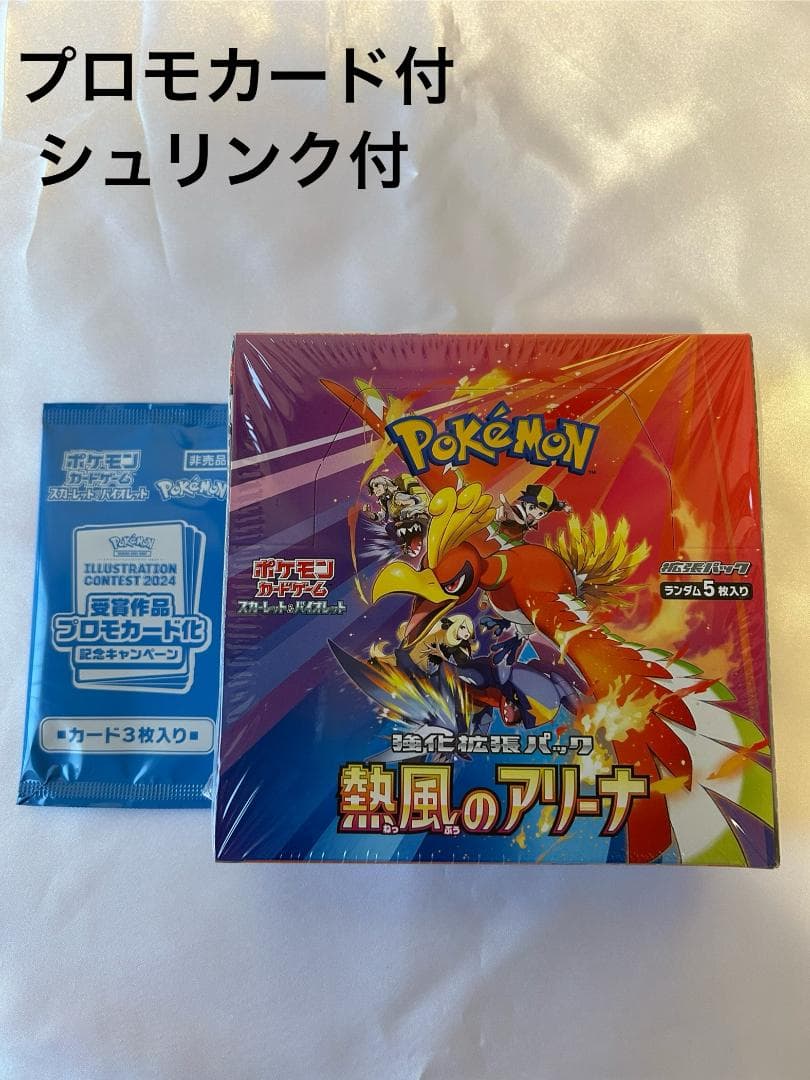 プロモカード付
シュリンク付
ポケモン
カードゲーム
スカーレット&バイオレット
非売品
POKéMON
POKéMON
ILLUSTRATION
CONTEST 2024
受賞作品
プロモカード化
記念キャンペーン
カード3枚入り
POKéMON
ポケモン
カードゲーム
スカーレット&バイオレット
拡張パック
ランダム5枚入り
強化拡張パック
熱風のアリーナ
ねっ ぷう